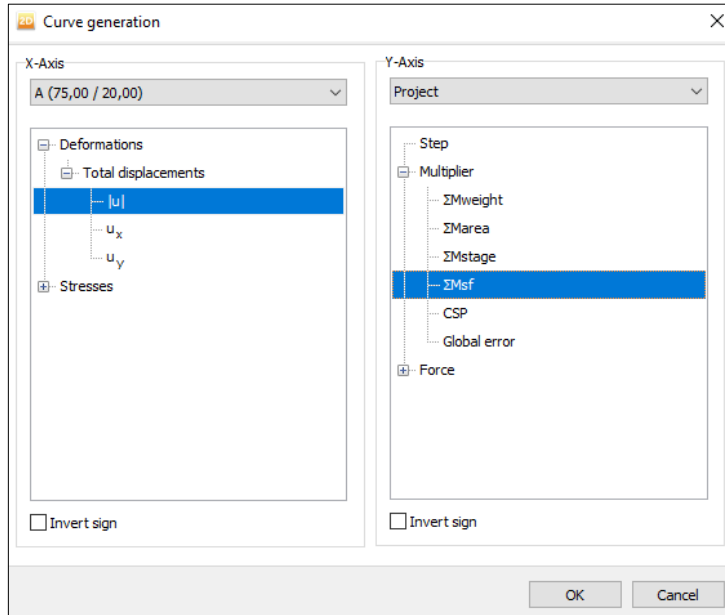 2D Curve generation
X-Axis
A (75,00 / 20,00)
Deformations
Total displacements
|u|
ux
uy
Stresses
Invert sign
Y-Axis
Project
Step
Multiplier
ΣMweight
ΣMarea
ΣMstage
ΣMsf
CSP
Global error
Force
Invert sign
OK
Cancel